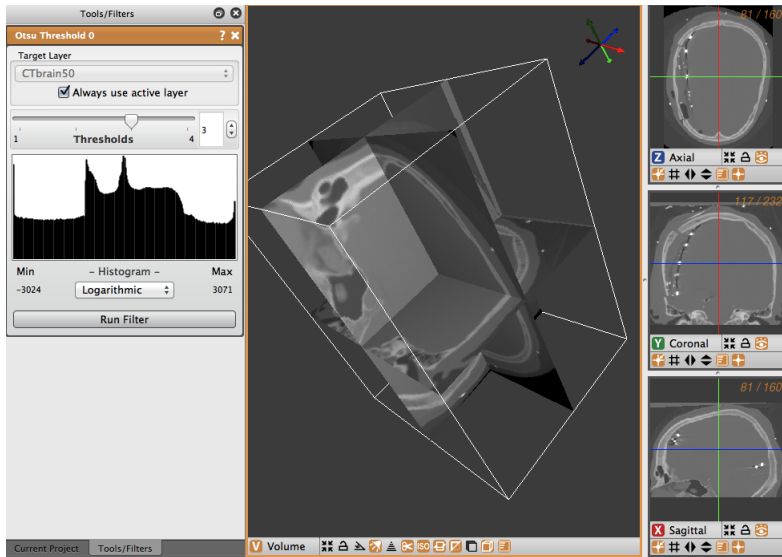 Tools/Filters
Otsu Threshold 0 ?
Target Layer
CTbrain50
Always use active layer
3
1 Thresholds 4
Min – Histogram – Max
-3024 Logarithmic 3071
Run Filter
Current Project Tools/Filters
V Volume ISO
81 / 160
Z Axial
117 / 232
Y Coronal
81 / 160
X Sagittal